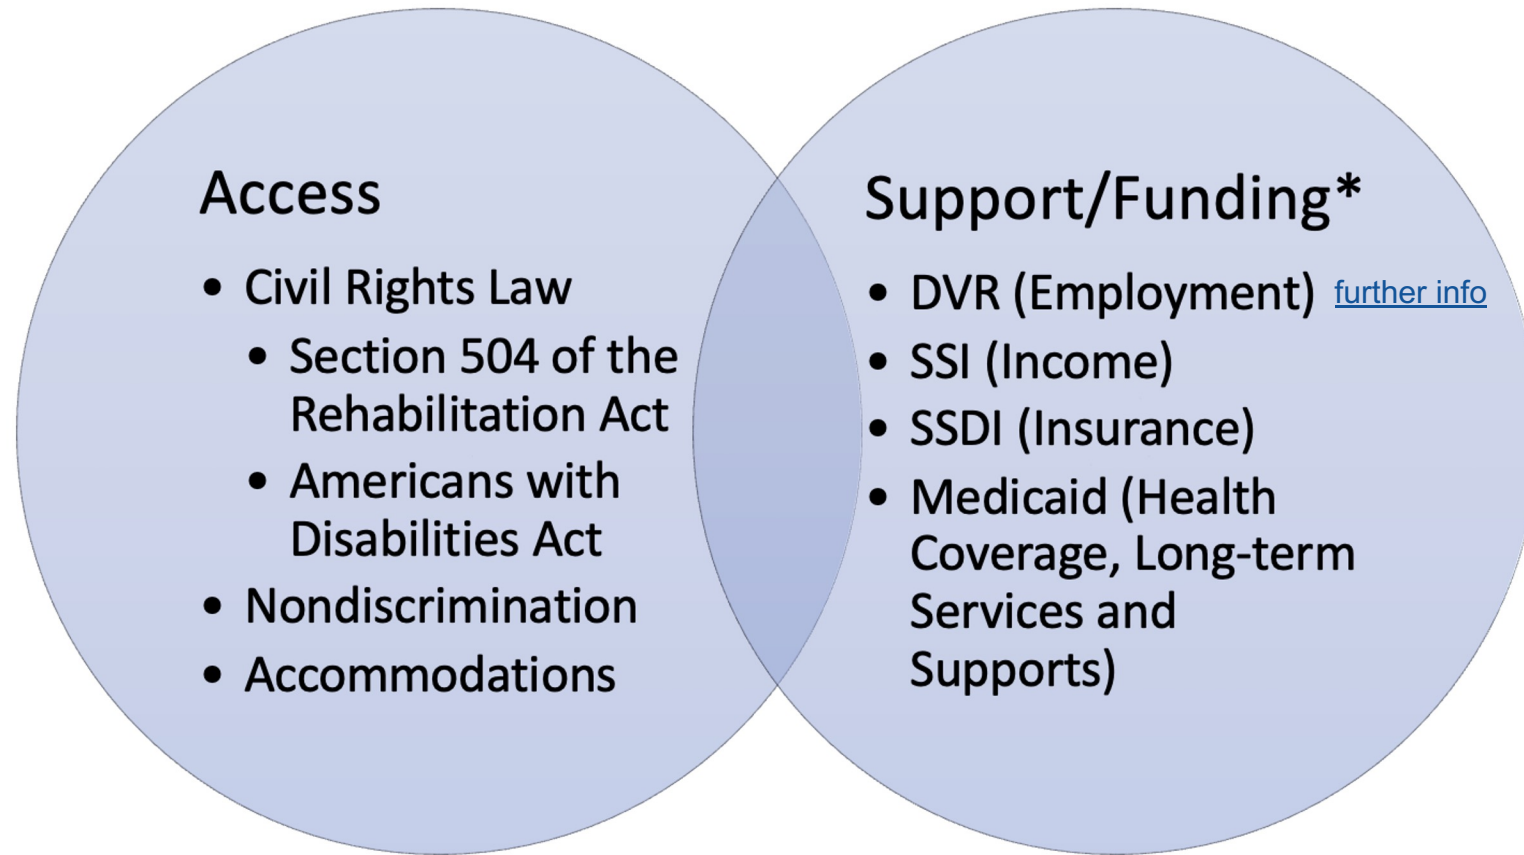 Access
• Civil Rights Law
• Section 504 of the
Rehabilitation Act
• Americans with
Disabilities Act
• Nondiscrimination
• Accommodations
Support/Funding*
• DVR (Employment) further info
• SSI (Income)
• SSDI (Insurance)
• Medicaid (Health
Coverage, Long-term
Services and
Supports)